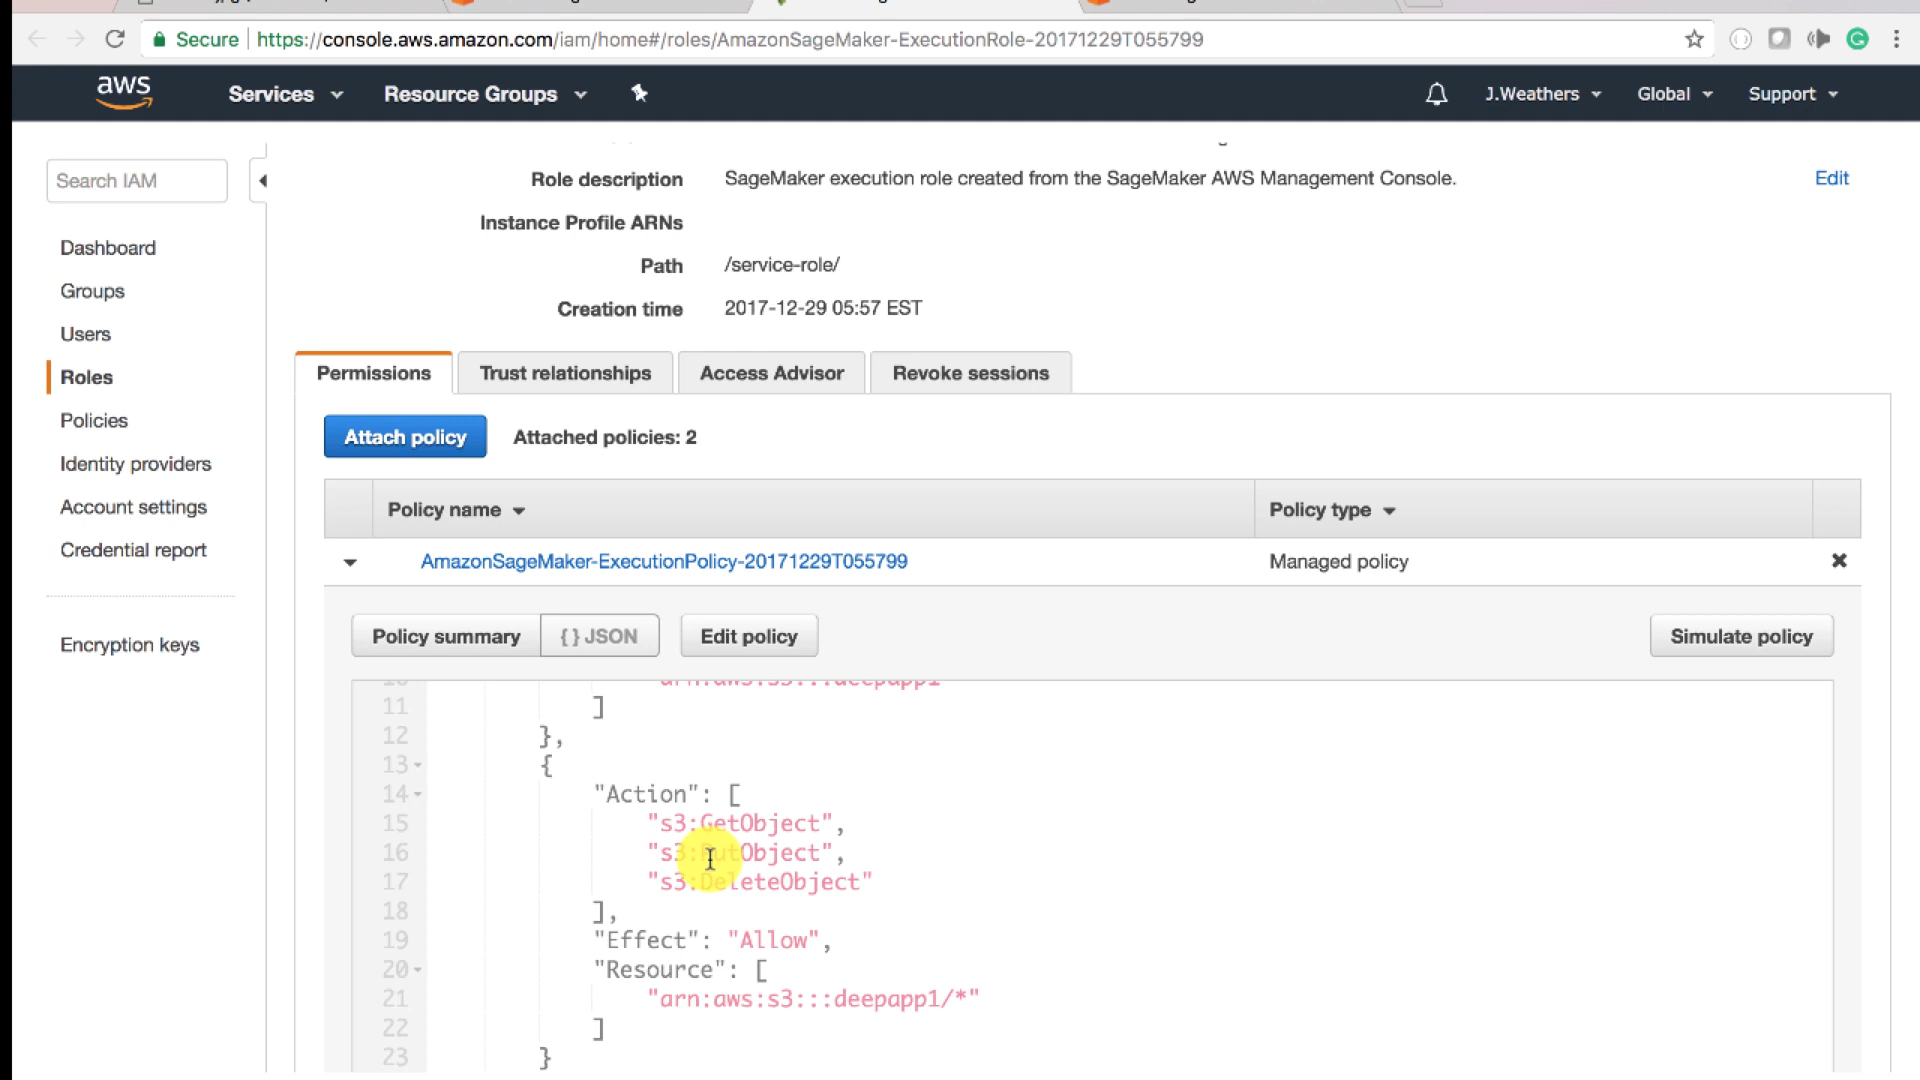 Secure https://console.aws.amazon.com/iam/home#/roles/AmazonSageMaker-ExecutionRole-20171229T055799
aws Services Resource Groups J.Weathers Global Support
Search IAM
Dashboard
Groups
Users
Roles
Policies
Identity providers
Account settings
Credential report
Encryption keys
Role description SageMaker execution role created from the SageMaker AWS Management Console. Edit
Instance Profile ARNs
Path /service-role/
Creation time 2017-12-29 05:57 EST
Permissions Trust relationships Access Advisor Revoke sessions
Attach policy Attached policies: 2
Policy name Policy type
AmazonSageMaker-ExecutionPolicy-20171229T055799 Managed policy
Policy summary {} JSON Edit policy Simulate policy
10 "arn:aws:s3:::deepapp1"
11 ]
12 },
13 {
14 "Action": [
15 "s3:GetObject",
16 "s3:PutObject",
17 "s3:DeleteObject"
18 ],
19 "Effect": "Allow",
20 "Resource": [
21 "arn:aws:s3:::deepapp1/*"
22 ]
23 }